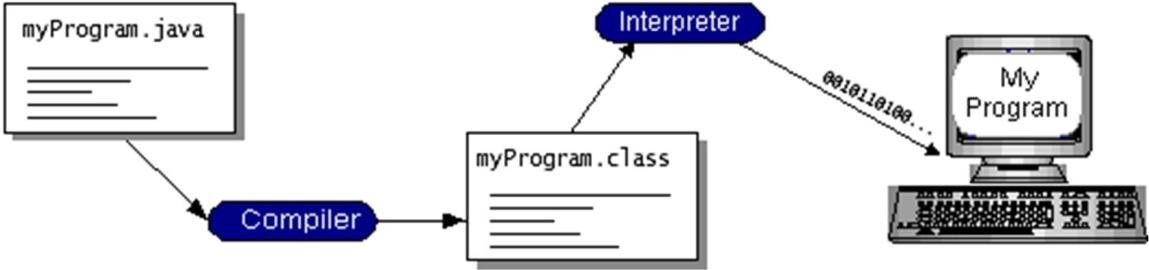 myProgram.java
Compiler
myProgram.class
Interpreter
0010110100...
My
Program